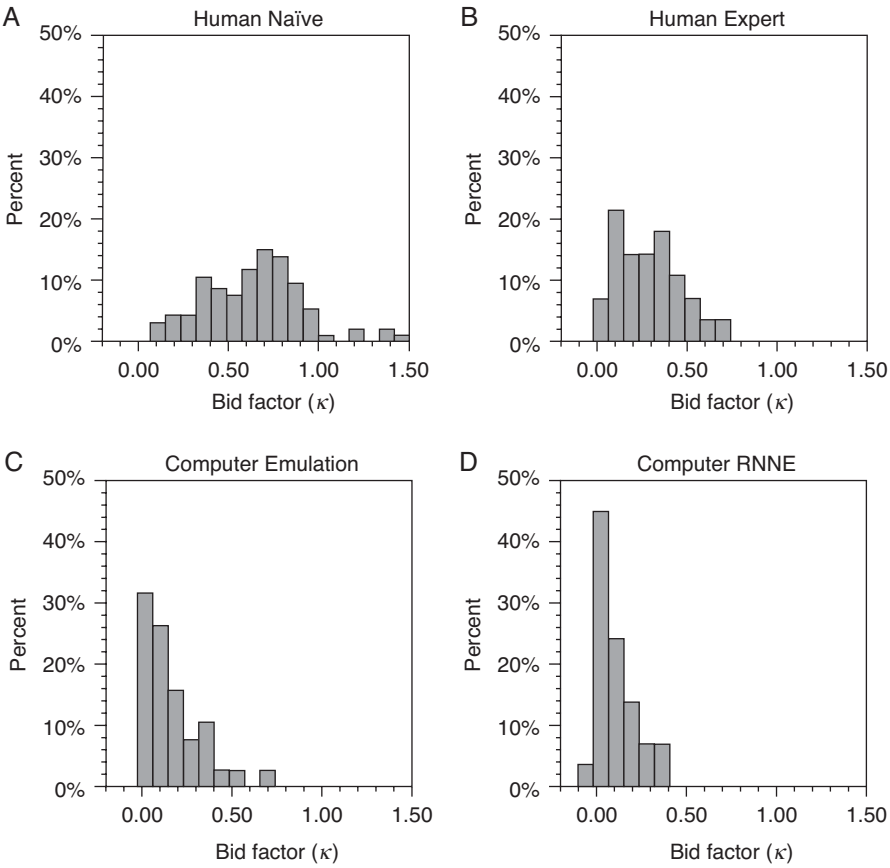 A Human Naïve
50%
40%
30%
20%
10%
0%
Percent
0.00 0.50 1.00 1.50
Bid factor (κ)
B Human Expert
50%
40%
30%
20%
10%
0%
Percent
0.00 0.50 1.00 1.50
Bid factor (κ)
C Computer Emulation
50%
40%
30%
20%
10%
0%
Percent
0.00 0.50 1.00 1.50
Bid factor (κ)
D Computer RNNE
50%
40%
30%
20%
10%
0%
Percent
0.00 0.50 1.00 1.50
Bid factor (κ)